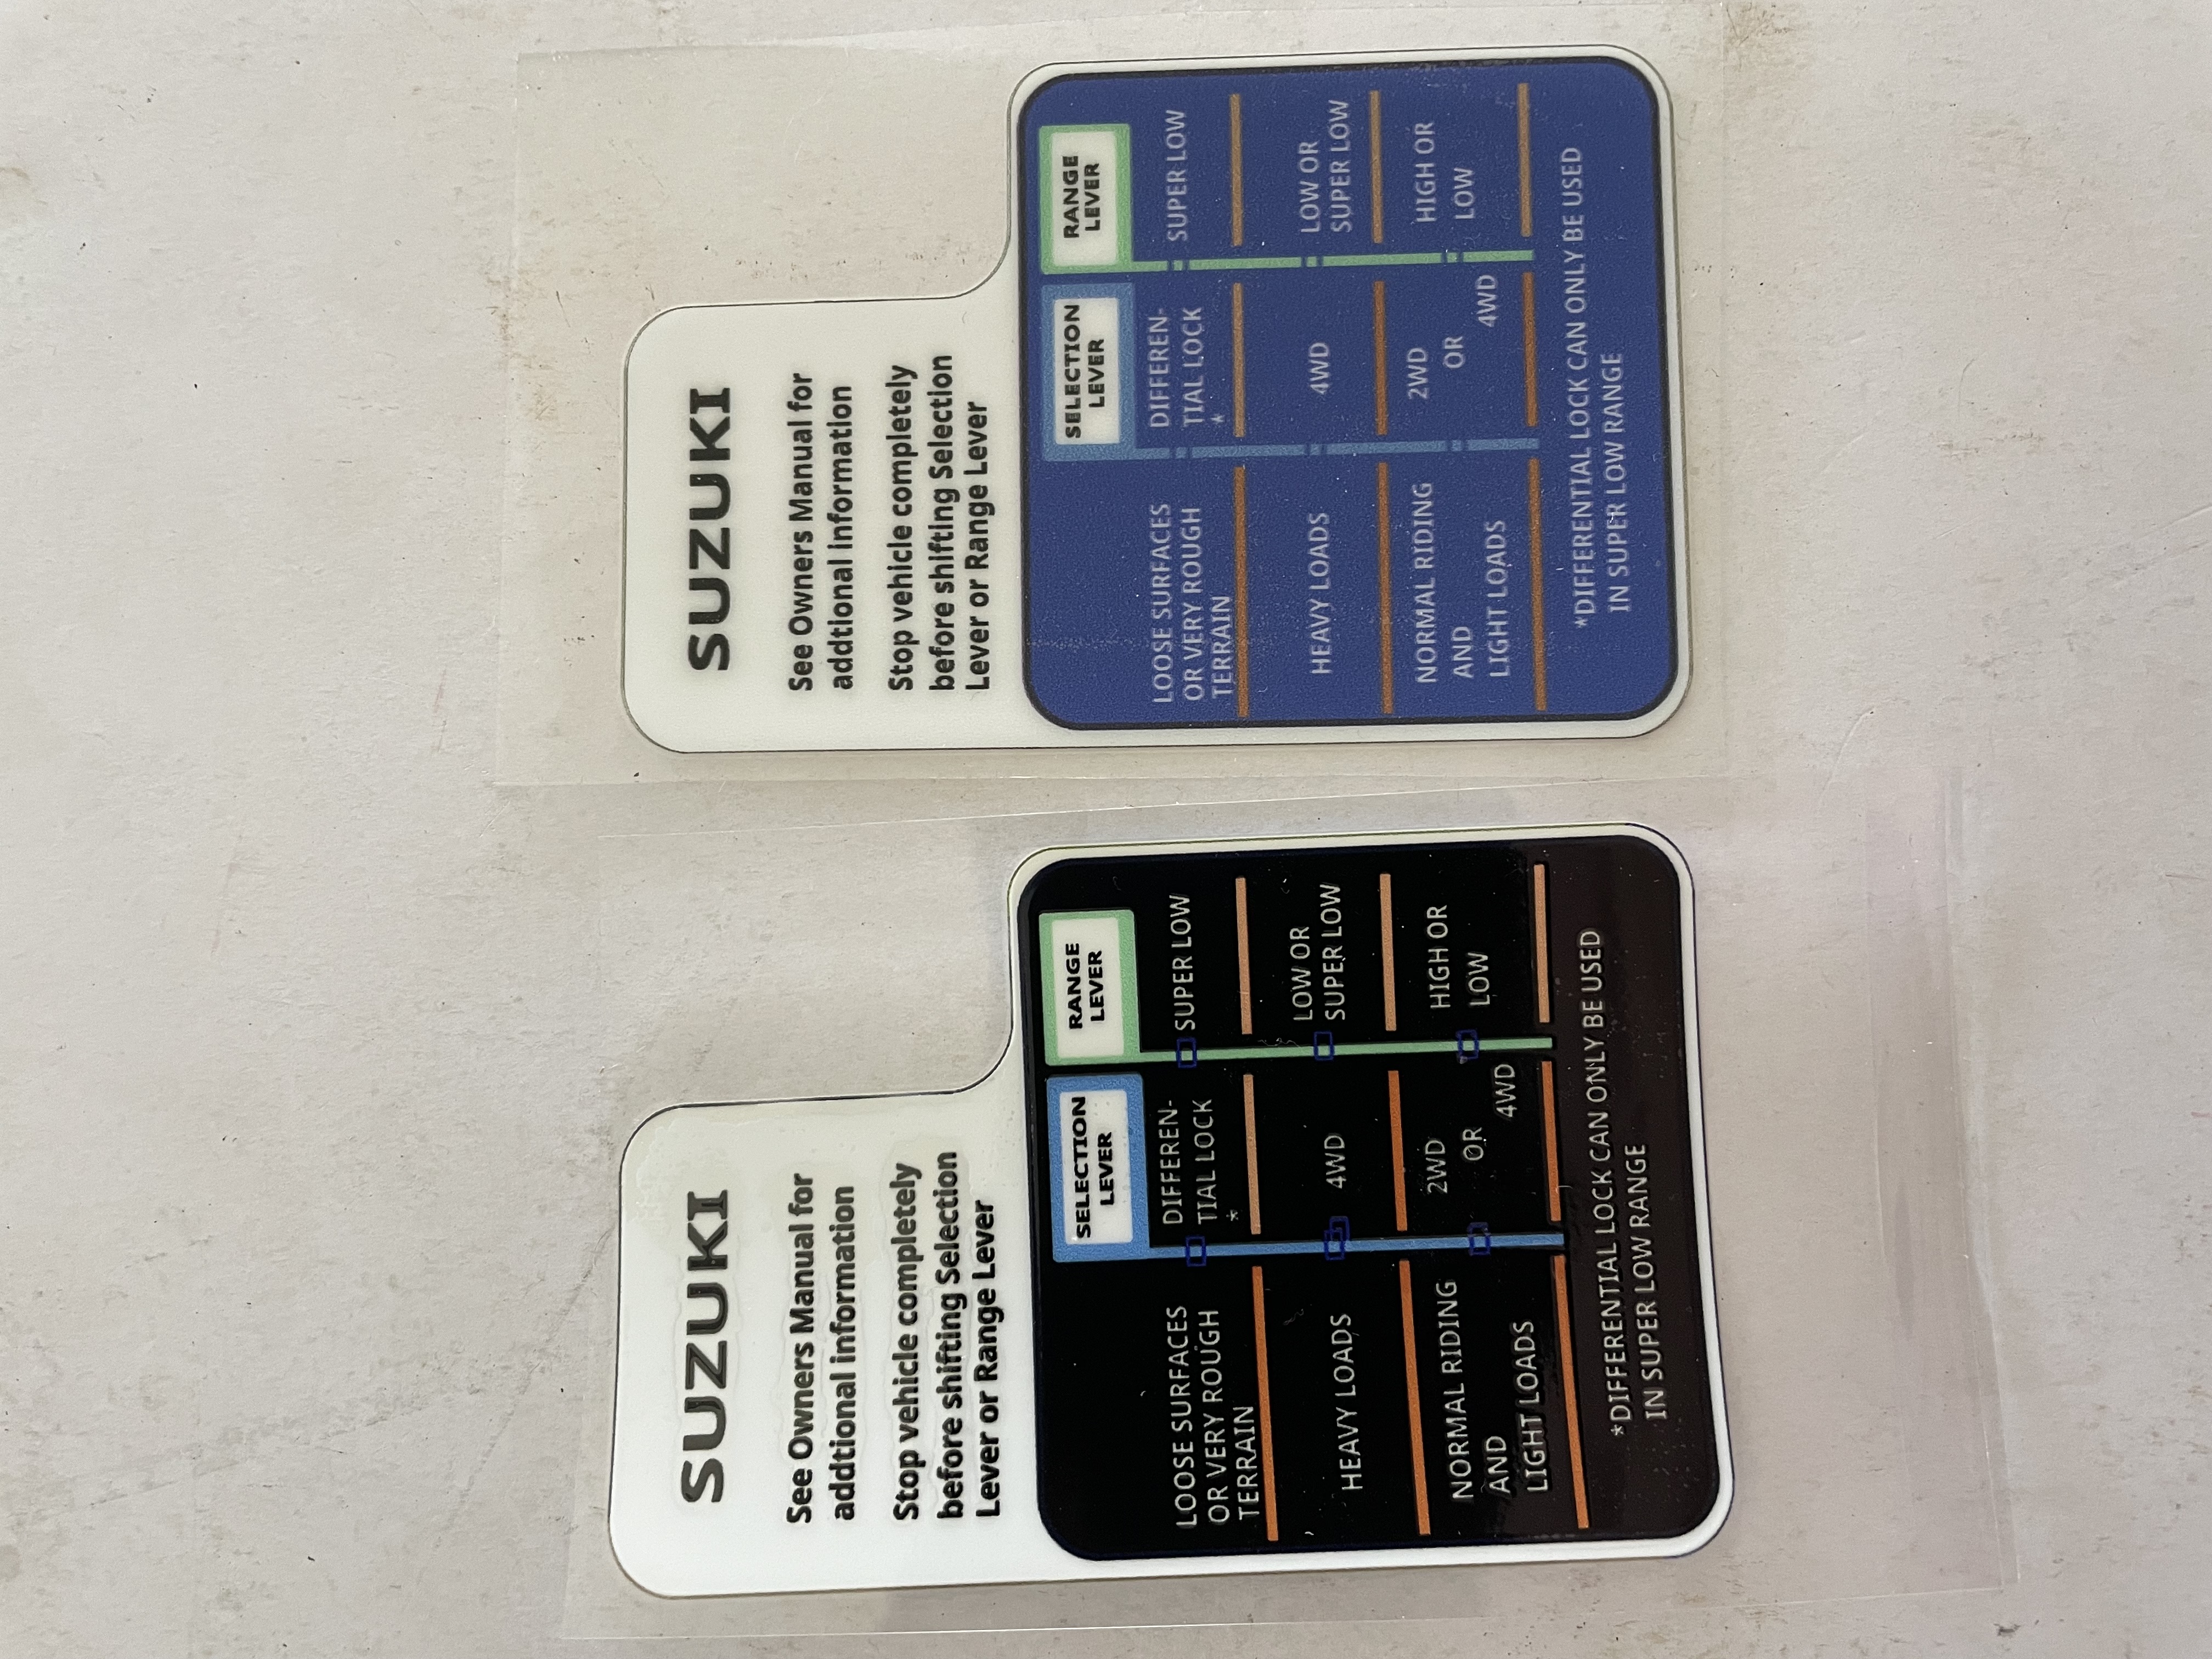 SUZUKI
See Owners Manual for
addtional information
Stop vehicle completely
before shifting Selection
Lever or Range Lever
SELECTION
LEVER
RANGE
LEVER
LOOSE SURFACES
OR VERY ROUGH
TERRAIN
DIFFEREN-
TIAL LOCK
*
SUPER LOW
HEAVY LOADS
4WD
LOW OR
SUPER LOW
NORMAL RIDING
AND
LIGHT LOADS
2WD
OR
4WD
HIGH OR
LOW
*DIFFERENTIAL LOCK CAN ONLY BE USED
IN SUPER LOW RANGE
SUZUKI
See Owners Manual for
addtional information
Stop vehicle completely
before shifting Selection
Lever or Range Lever
SELECTION
LEVER
RANGE
LEVER
LOOSE SURFACES
OR VERY ROUGH
TERRAIN
DIFFEREN-
TIAL LOCK
*
SUPER LOW
HEAVY LOADS
4WD
LOW OR
SUPER LOW
NORMAL RIDING
AND
LIGHT LOADS
2WD
OR
4WD
HIGH OR
LOW
*DIFFERENTIAL LOCK CAN ONLY BE USED
IN SUPER LOW RANGE